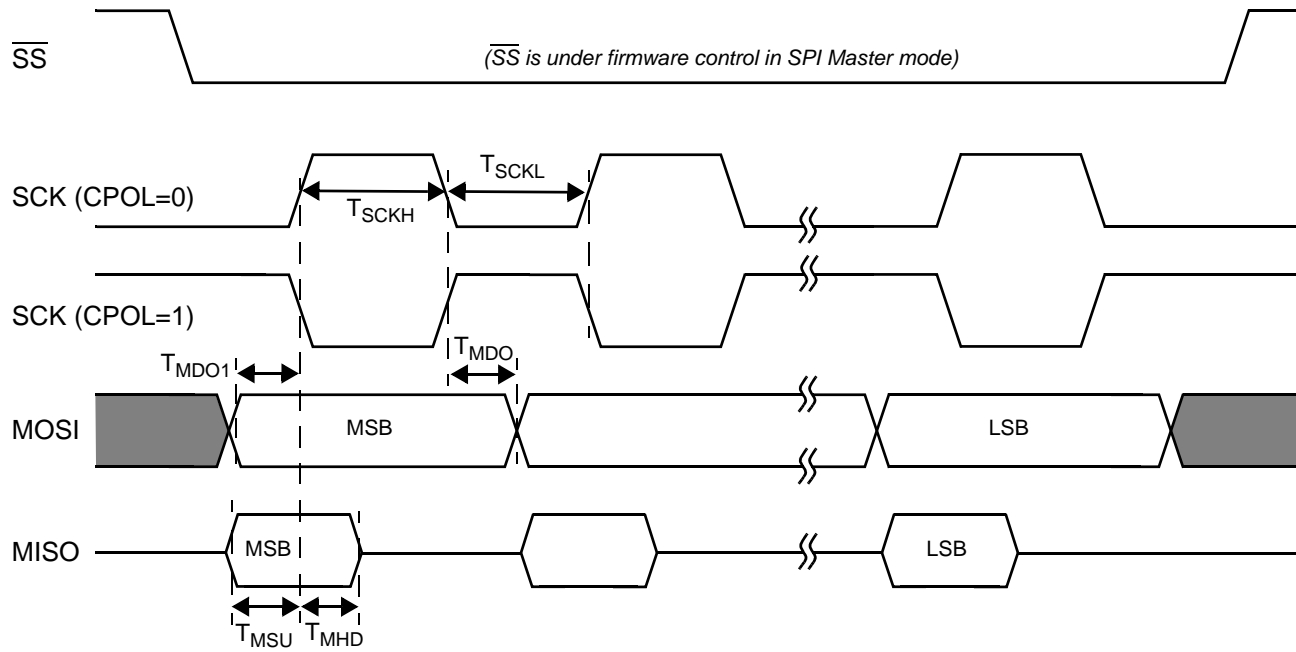 SS (SS is under firmware control in SPI Master mode)
TSCKL
SCK (CPOL=0)
TSCKH
SCK (CPOL=1)
TMDO1 TMDO
MOSI MSB LSB
MISO MSB LSB
TMSU TMHD